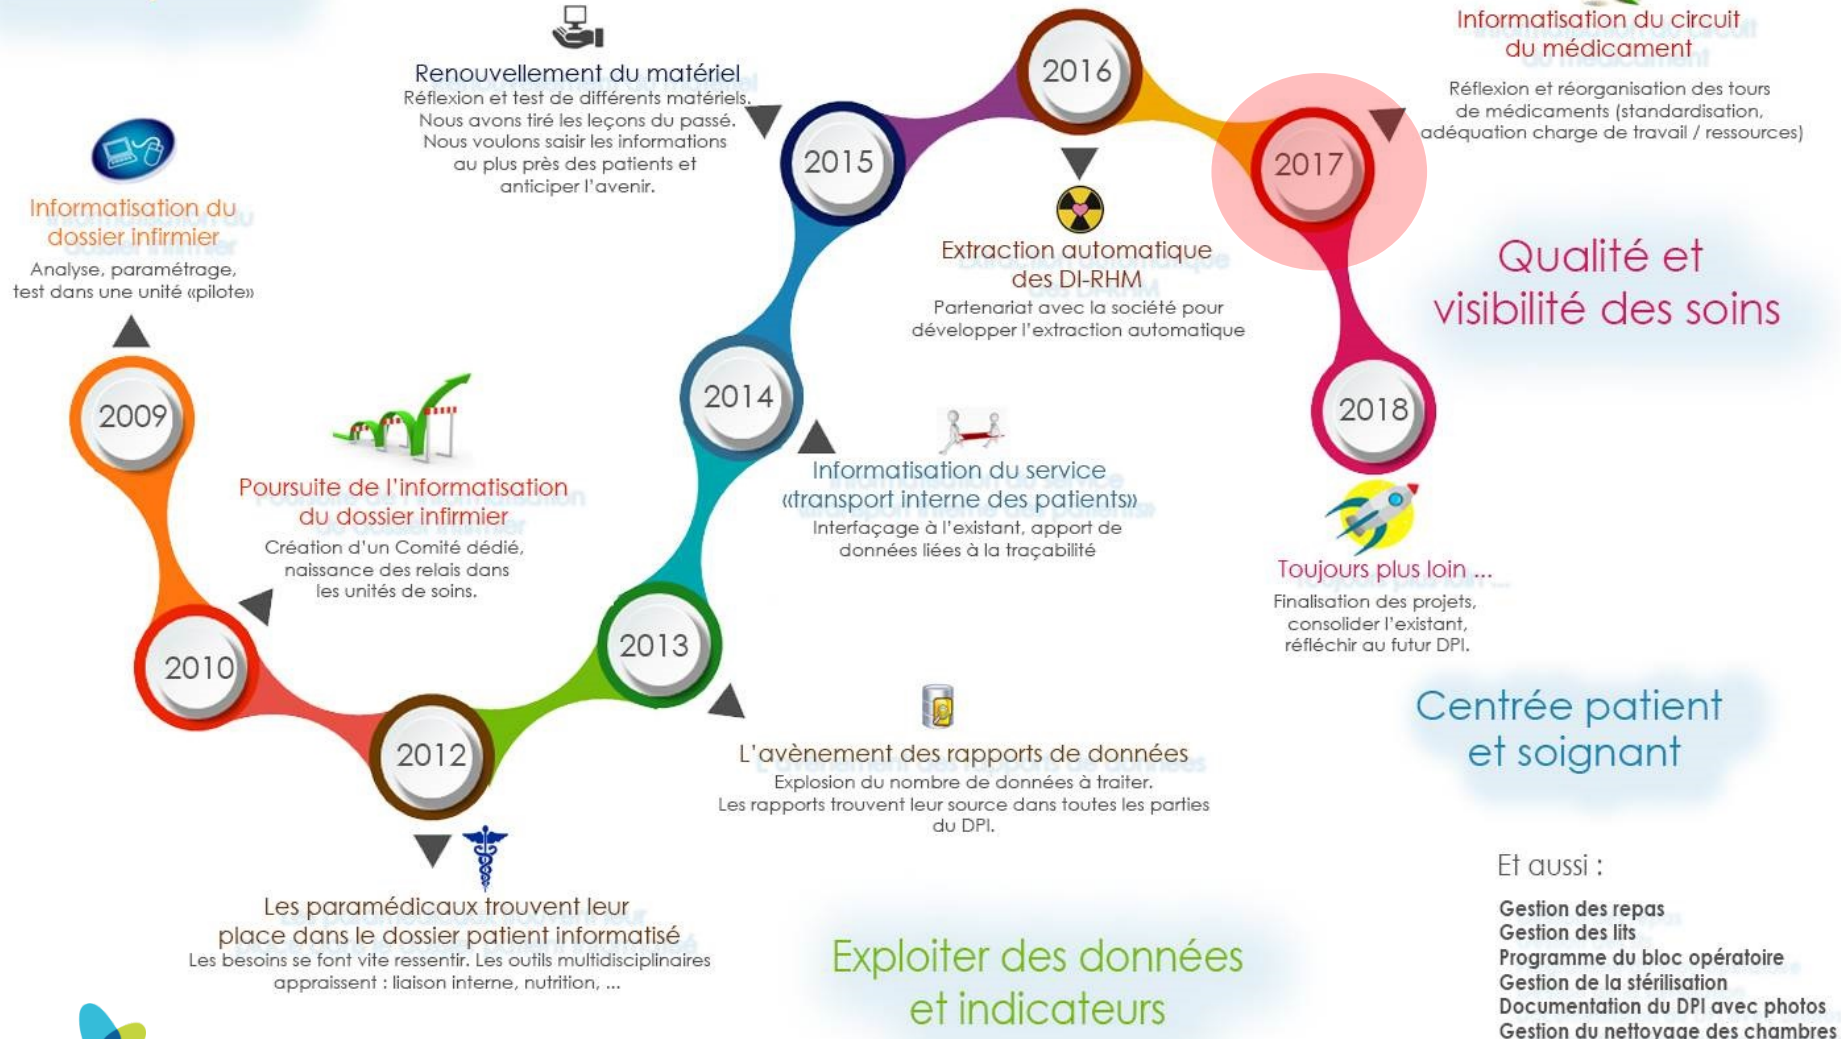 Renouvellement du matériel
Réflexion et test de différents matériels.
Nous avons tiré les leçons du passé.
Nous voulons saisir les informations
au plus près des patients et
anticiper l'avenir.
2016
Informatisation du circuit
du médicament
Réflexion et réorganisation des tours
de médicaments (standardisation,
adéquation charge de travail / ressources)
2015
2017
Informatisation du
dossier infirmier
Analyse, paramétrage,
test dans une unité «pilote»
Extraction automatique
des DI-RHM
Partenariat avec la société pour
développer l'extraction automatique
Qualité et
visibilité des soins
2009
2014
2018
Poursuite de l'informatisation
du dossier infirmier
Création d'un Comité dédié,
naissance des relais dans
les unités de soins.
Informatisation du service
«transport interne des patients»
Interfaçage à l'existant, apport de
données liées à la traçabilité
Toujours plus loin ...
Finalisation des projets,
consolider l'existant,
réfléchir au futur DPI.
2010
2013
2012
L'avènement des rapports de données
Explosion du nombre de données à traiter.
Les rapports trouvent leur source dans toutes les parties
du DPI.
Centrée patient
et soignant
Les paramédicaux trouvent leur
place dans le dossier patient informatisé
Les besoins se font vite ressentir. Les outils multidisciplinaires
appraissent : liaison interne, nutrition, ...
Exploiter des données
et indicateurs
Et aussi :
Gestion des repas
Gestion des lits
Programme du bloc opératoire
Gestion de la stérilisation
Documentation du DPI avec photos
Gestion du nettoyage des chambres